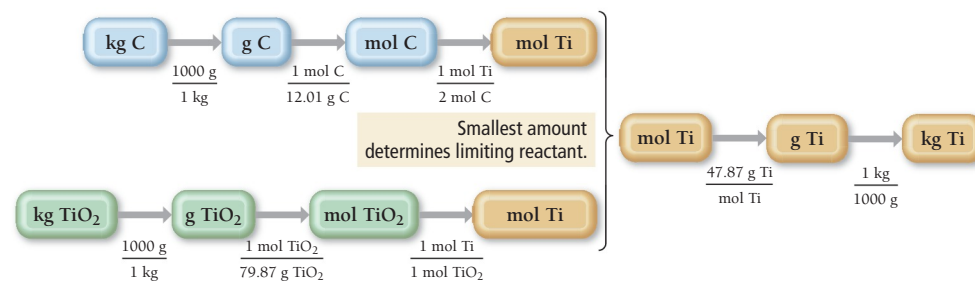 kg C
g C
mol C
mol Ti
1000 g
1 kg
1 mol C
12.01 g C
1 mol Ti
2 mol C
Smallest amount
determines limiting reactant.
mol Ti
g Ti
kg Ti
47.87 g Ti
mol Ti
1 kg
1000 g
kg TiO₂
g TiO₂
mol TiO₂
mol Ti
1000 g
1 kg
1 mol TiO₂
79.87 g TiO₂
1 mol Ti
1 mol TiO₂